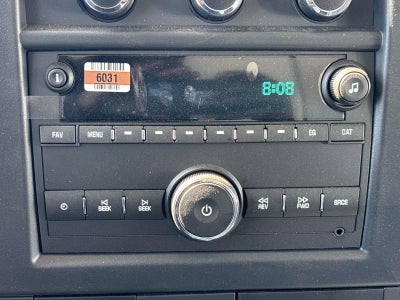 6031
8:08
FAV MENU EQ CAT
SEEK SEEK REV FWD SRCE